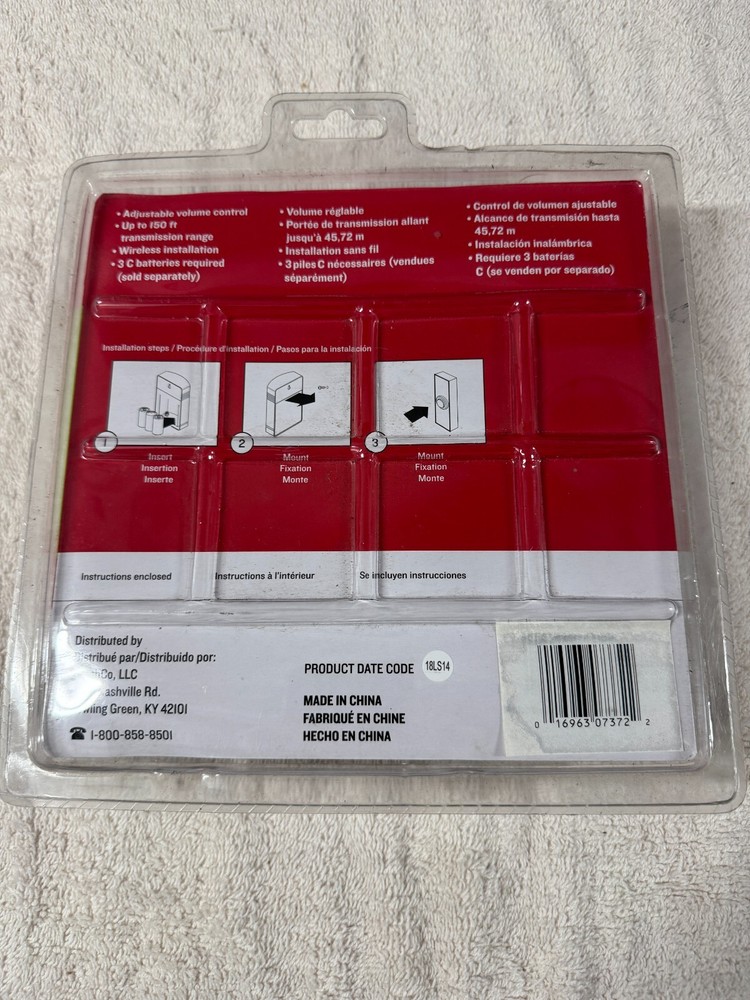 • Adjustable volume control
• Up to 150 ft
transmission range
• Wireless installation
• 3 C batteries required
(sold separately)
• Volume réglable
• Portée de transmission allant
jusqu'à 45,72 m
• Installation sans fil
• 3 piles C nécessaires (vendues
séparément)
• Control de volumen ajustable
• Alcance de transmisión hasta
45,72 m
• Instalación inalámbrica
• Requiere 3 baterías
C (se venden por separado)
Installation steps / Procédure d'installation / Pasos para la instalación
1
2
3
Insert
Insertion
Inserte
Mount
Fixation
Monte
Mount
Fixation
Monte
Instructions enclosed
Instructions à l'intérieur
Se incluyen instrucciones
Distributed by
Distribué par/Distribuido por:
LLC
Nashville Rd.
Green, KY 42101
☎ 1-800-858-8501
PRODUCT DATE CODE
18LS14
MADE IN CHINA
FABRIQUÉ EN CHINE
HECHO EN CHINA
0 16963 07372 2